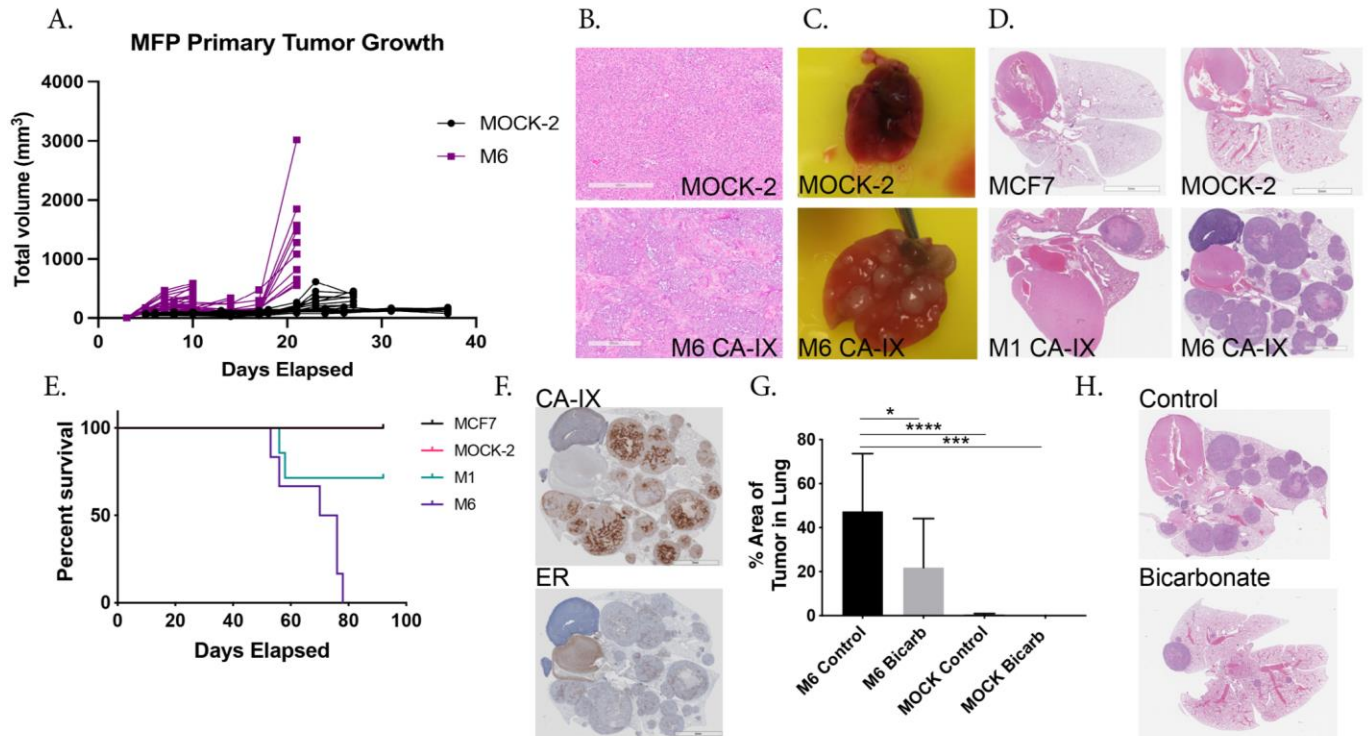 A.
MFP Primary Tumor Growth
Total volume (mm³)
4000
3000
2000
1000
0
0 10 20 30 40
Days Elapsed
MOCK-2
M6
B.
MOCK-2
M6 CA-IX
C.
MOCK-2
M6 CA-IX
D.
MCF7
MOCK-2
M1 CA-IX
M6 CA-IX
E.
Percent survival
100
50
0
0 20 40 60 80 100
Days Elapsed
MCF7
MOCK-2
M1
M6
F.
CA-IX
ER
G.
% Area of
Tumor in Lung
80
60
40
20
0
*
****
***
M6 Control
M6 Bicarb
MOCK Control
MOCK Bicarb
H.
Control
Bicarbonate